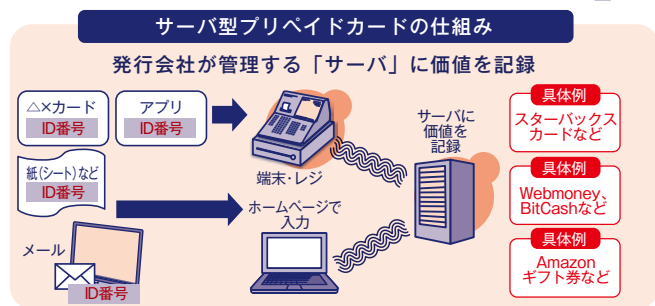 サーバ型プリペイドカードの仕組み
発行会社が管理する「サーバ」に価値を記録
△×カード
ID番号
アプリ
ID番号
紙(シート)など
ID番号
メール
ID番号
端末・レジ
ホームページで
入力
サーバに
価値を
記録
具体例
スターバックス
カードなど
具体例
Webmoney、
BitCashなど
具体例
Amazon
ギフト券など